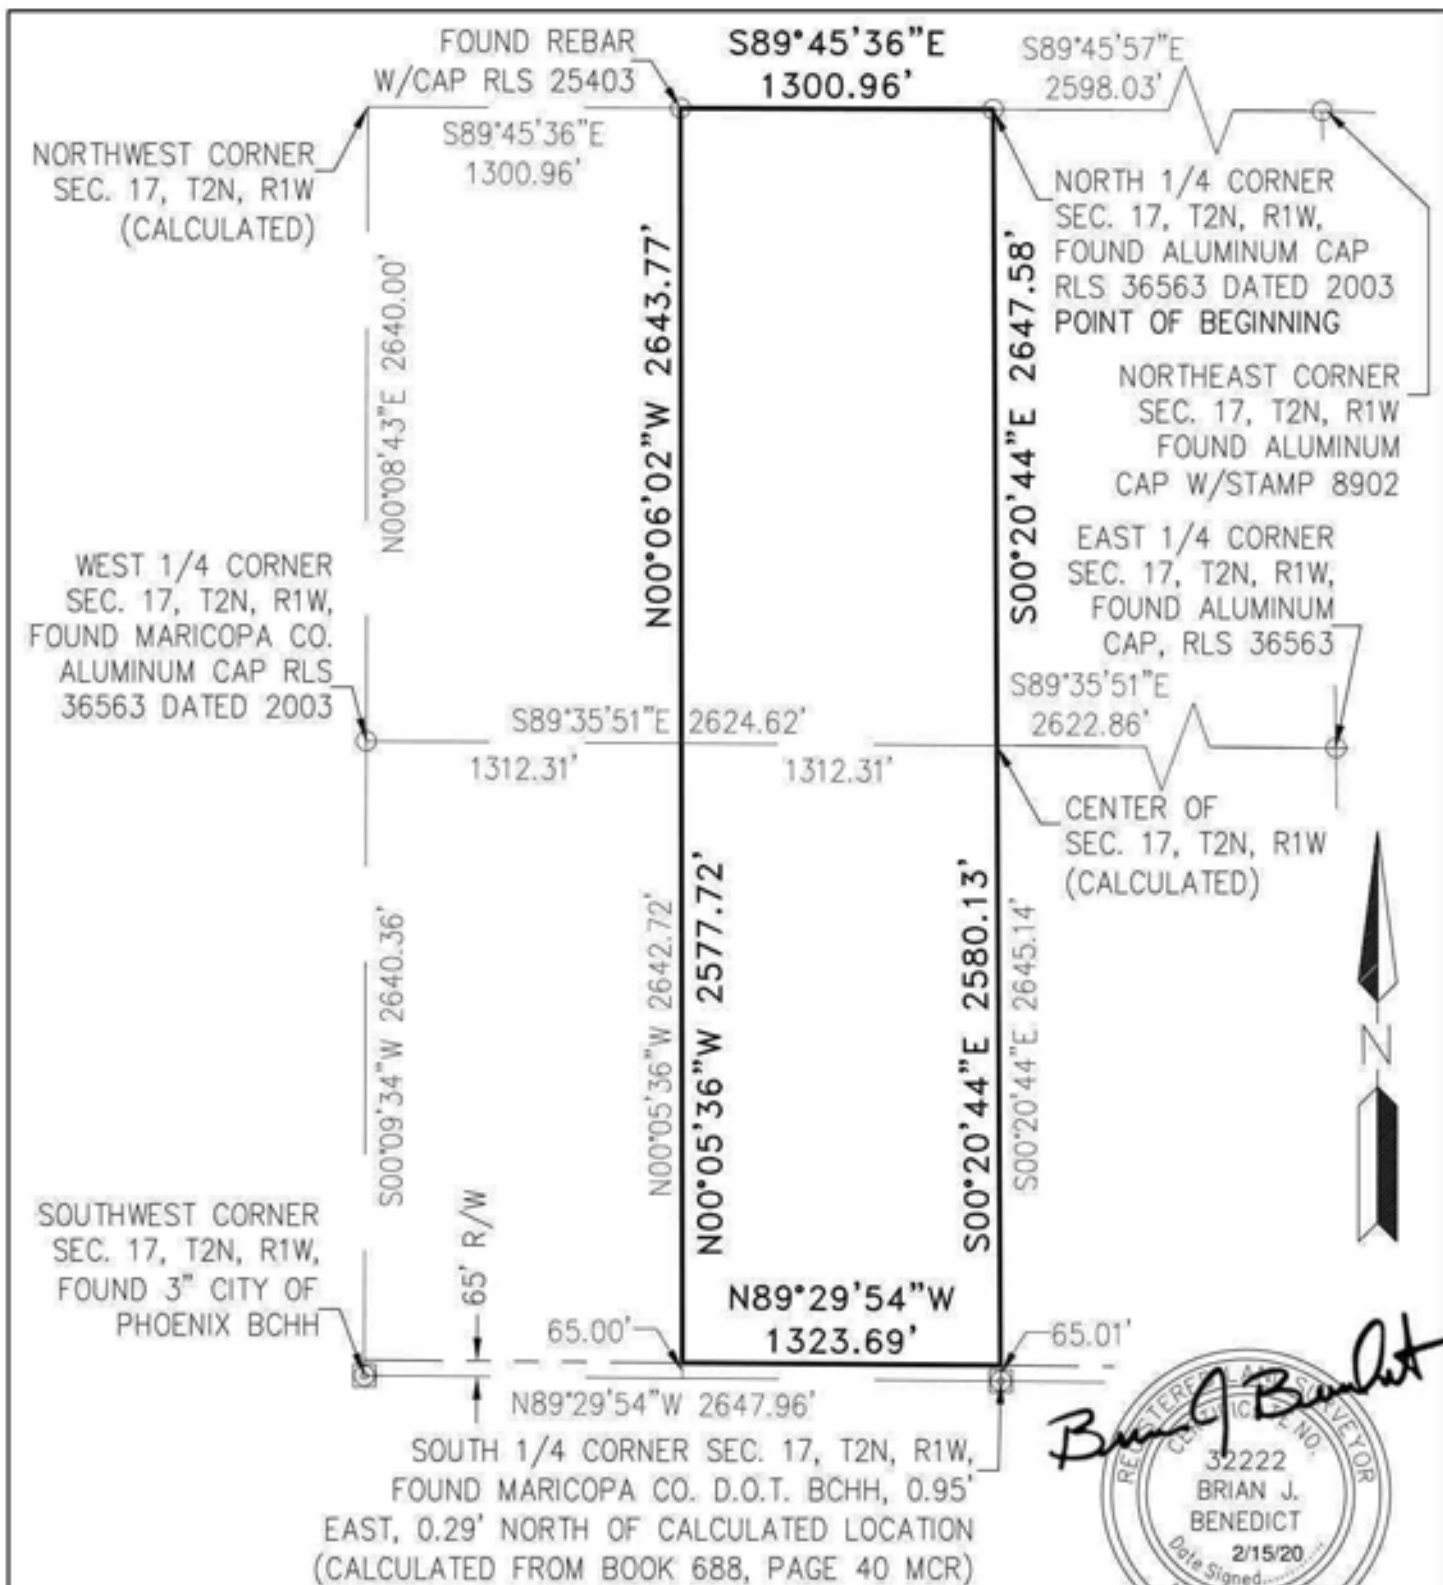 FOUND REBAR
W/CAP RLS 25403
S89°45'36"E
1300.96'
S89°45'57"E
2598.03'
S89°45'36"E
1300.96'
NORTHWEST CORNER
SEC. 17, T2N, R1W
(CALCULATED)
NORTH 1/4 CORNER
SEC. 17, T2N, R1W,
FOUND ALUMINUM CAP
RLS 36563 DATED 2003
POINT OF BEGINNING
N00°08'43"E 2640.00'
N00°06'02"W 2643.77'
S00°20'44"E 2647.58'
NORTHEAST CORNER
SEC. 17, T2N, R1W
FOUND ALUMINUM
CAP W/STAMP 8902
EAST 1/4 CORNER
SEC. 17, T2N, R1W,
FOUND ALUMINUM
CAP, RLS 36563
WEST 1/4 CORNER
SEC. 17, T2N, R1W,
FOUND MARICOPA CO.
ALUMINUM CAP RLS
36563 DATED 2003
S89°35'51"E 2624.62'
1312.31'
1312.31'
S89°35'51"E
2622.86'
CENTER OF
SEC. 17, T2N, R1W
(CALCULATED)
S00°09'34"W 2640.36'
N00°05'36"W 2642.72'
N00°05'36"W 2577.72'
S00°20'44"E 2580.13'
S00°20'44"E 2645.14'
N
SOUTHWEST CORNER
SEC. 17, T2N, R1W,
FOUND 3" CITY OF
PHOENIX BCHH
65' R/W
65.00'
N89°29'54"W
1323.69'
65.01'
N89°29'54"W 2647.96'
SOUTH 1/4 CORNER SEC. 17, T2N, R1W,
FOUND MARICOPA CO. D.O.T. BCHH, 0.95'
EAST, 0.29' NORTH OF CALCULATED LOCATION
(CALCULATED FROM BOOK 688, PAGE 40 MCR)
Brian J Benedict
REGISTERED LAND SURVEYOR
CERTIFICATE NO.
32222
BRIAN J.
BENEDICT
2/15/20
Date Signed